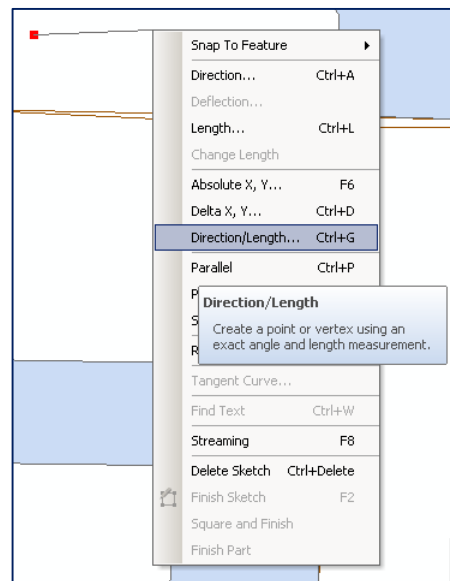 Snap To Feature
Direction... Ctrl+A
Deflection...
Length... Ctrl+L
Change Length
Absolute X, Y... F6
Delta X, Y... Ctrl+D
Direction/Length... Ctrl+G
Parallel Ctrl+P
P
Direction/Length
S
Create a point or vertex using an
exact angle and length measurement.
R
Tangent Curve...
Find Text Ctrl+W
Streaming F8
Delete Sketch Ctrl+Delete
Finish Sketch F2
Square and Finish
Finish Part